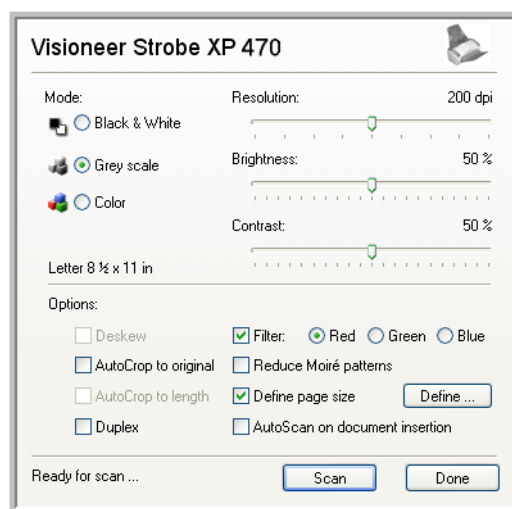 Visioneer Strobe XP 470
Mode:
Black & White
Grey scale
Color
Letter 8 ½ x 11 in
Resolution: 200 dpi
Brightness: 50 %
Contrast: 50 %
Options:
Deskew
AutoCrop to original
AutoCrop to length
Duplex
Filter: Red Green Blue
Reduce Moiré patterns
Define page size Define ...
AutoScan on document insertion
Ready for scan ... Scan Done